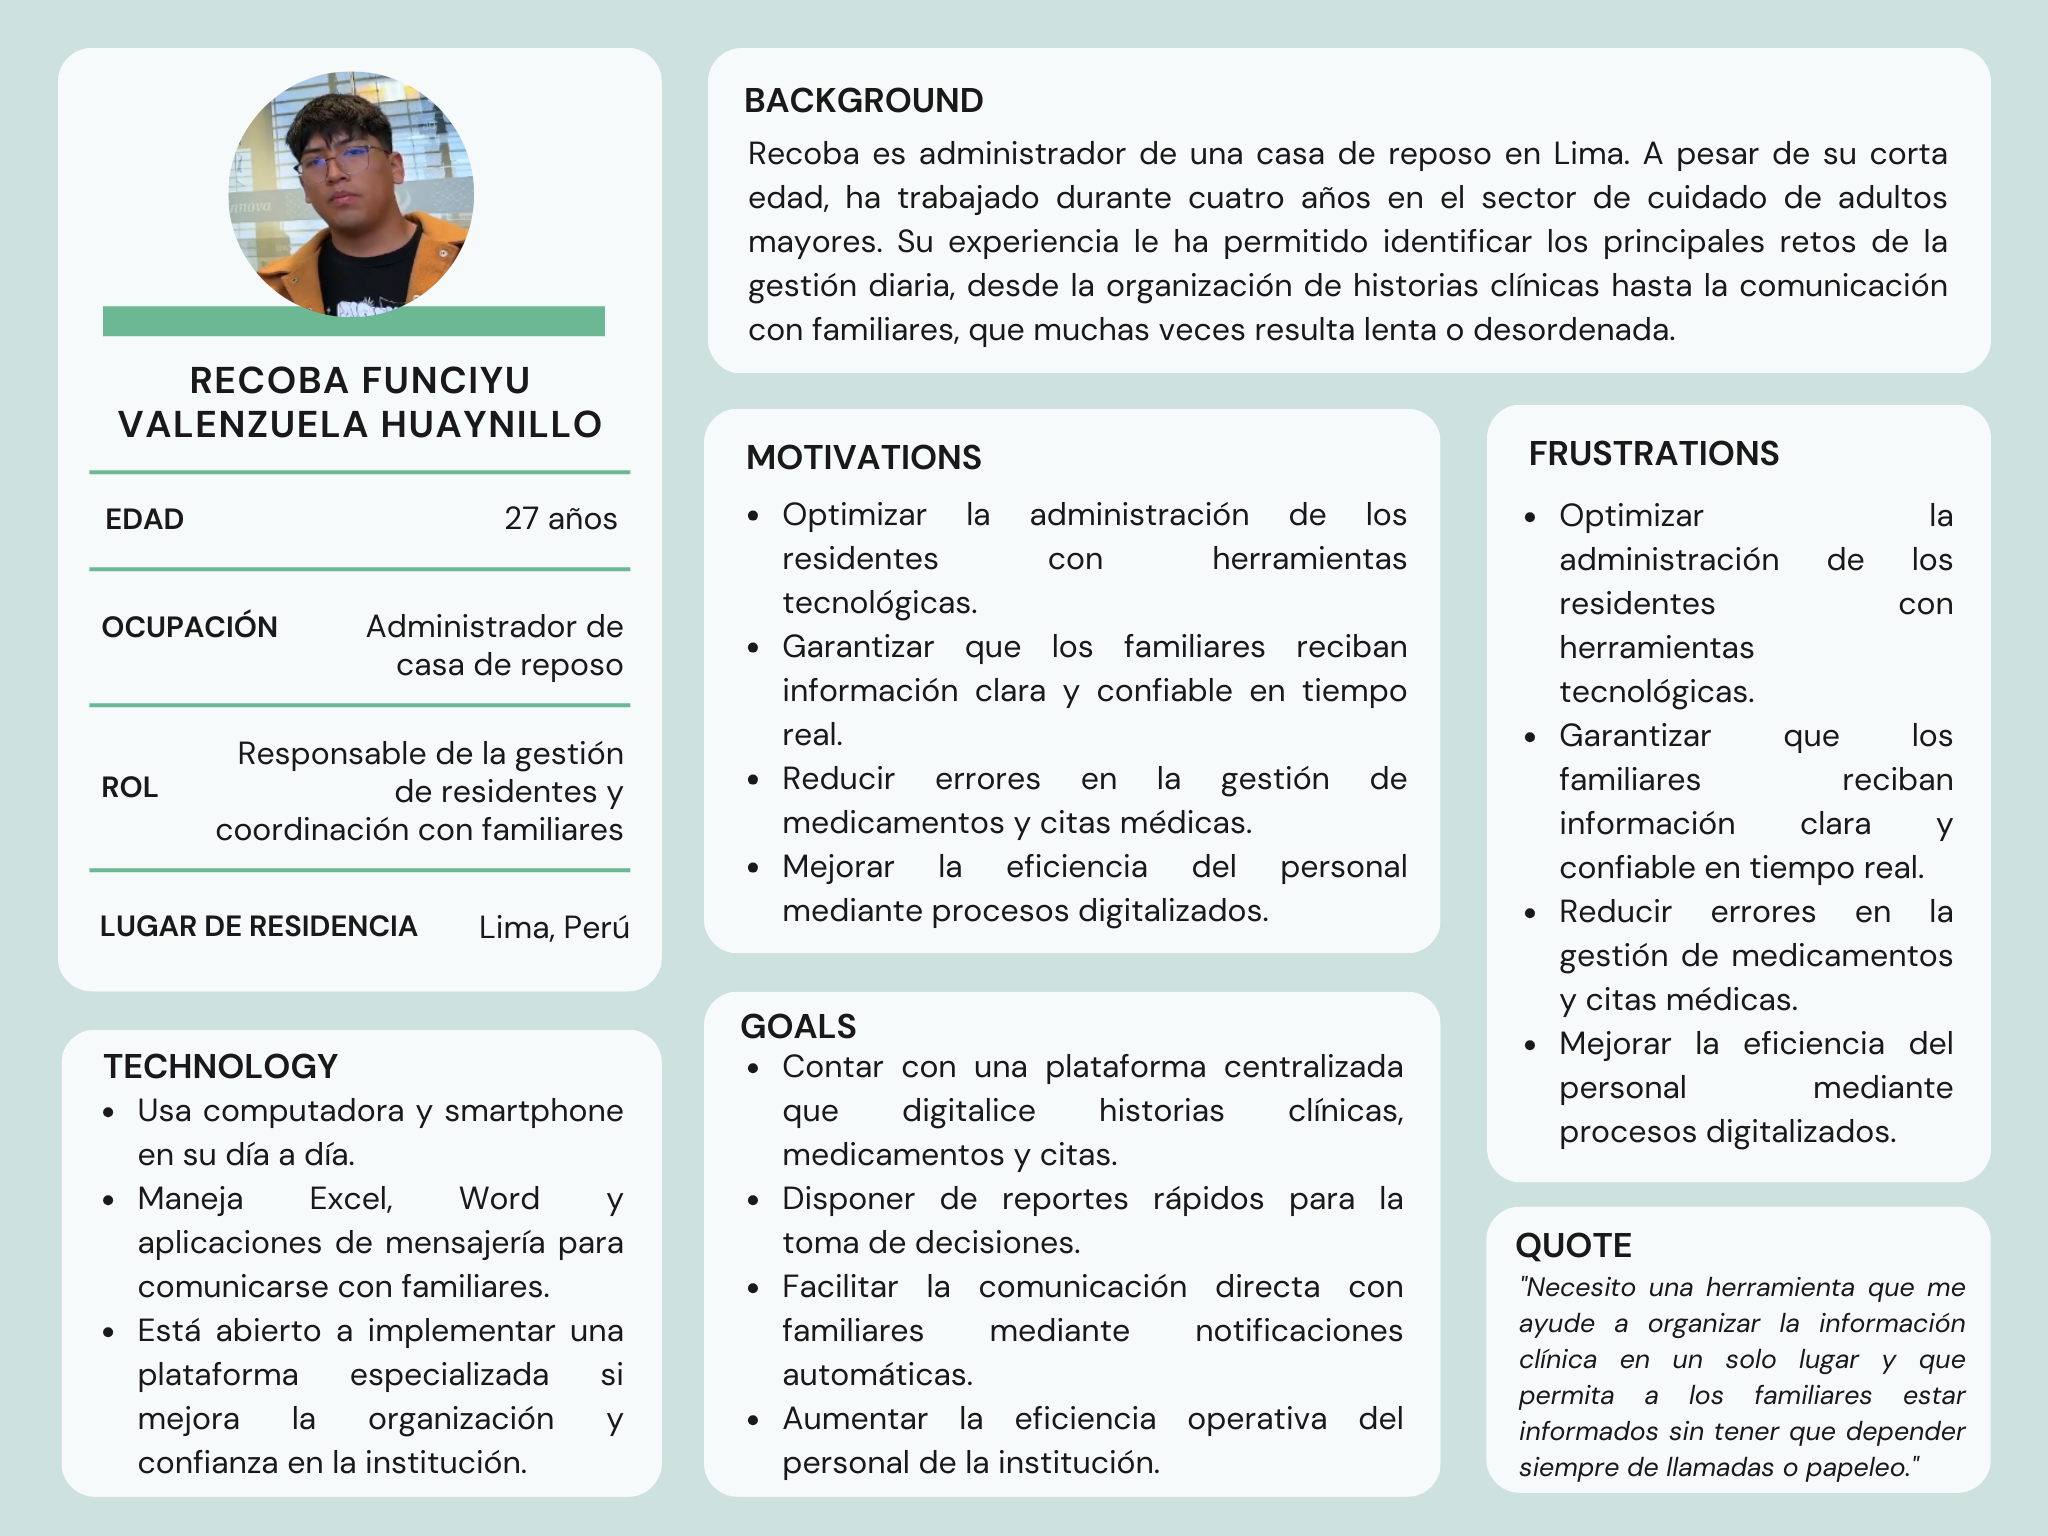 RECOBA FUNCIYU
VALENZUELA HUAYNILLO
EDAD 27 años
OCUPACIÓN Administrador de
casa de reposo
Responsable de la gestión
ROL de residentes y
coordinación con familiares
LUGAR DE RESIDENCIA Lima, Perú
TECHNOLOGY
• Usa computadora y smartphone
en su día a día.
• Maneja Excel, Word y
aplicaciones de mensajería para
comunicarse con familiares.
• Está abierto a implementar una
plataforma especializada si
mejora la organización y
confianza en la institución.
BACKGROUND
Recoba es administrador de una casa de reposo en Lima. A pesar de su corta
edad, ha trabajado durante cuatro años en el sector de cuidado de adultos
mayores. Su experiencia le ha permitido identificar los principales retos de la
gestión diaria, desde la organización de historias clínicas hasta la comunicación
con familiares, que muchas veces resulta lenta o desordenada.
MOTIVATIONS
• Optimizar la administración de los
residentes con herramientas
tecnológicas.
• Garantizar que los familiares reciban
información clara y confiable en tiempo
real.
• Reducir errores en la gestión de
medicamentos y citas médicas.
• Mejorar la eficiencia del personal
mediante procesos digitalizados.
GOALS
• Contar con una plataforma centralizada
que digitalice historias clínicas,
medicamentos y citas.
• Disponer de reportes rápidos para la
toma de decisiones.
• Facilitar la comunicación directa con
familiares mediante notificaciones
automáticas.
• Aumentar la eficiencia operativa del
personal de la institución.
FRUSTRATIONS
• Optimizar la
administración de los
residentes con
herramientas
tecnológicas.
• Garantizar que los
familiares reciban
información clara y
confiable en tiempo real.
• Reducir errores en la
gestión de medicamentos
y citas médicas.
• Mejorar la eficiencia del
personal mediante
procesos digitalizados.
QUOTE
"Necesito una herramienta que me
ayude a organizar la información
clínica en un solo lugar y que
permita a los familiares estar
informados sin tener que depender
siempre de llamadas o papeleo."